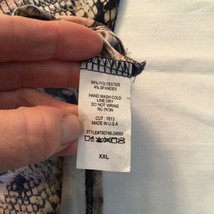 96% POLYESTER
4% SPANDEX
HAND WASH COLD
LINE DRY
DO NOT WRING
NO IRON
CUT : 7613
MADE IN U.S.A
XXL